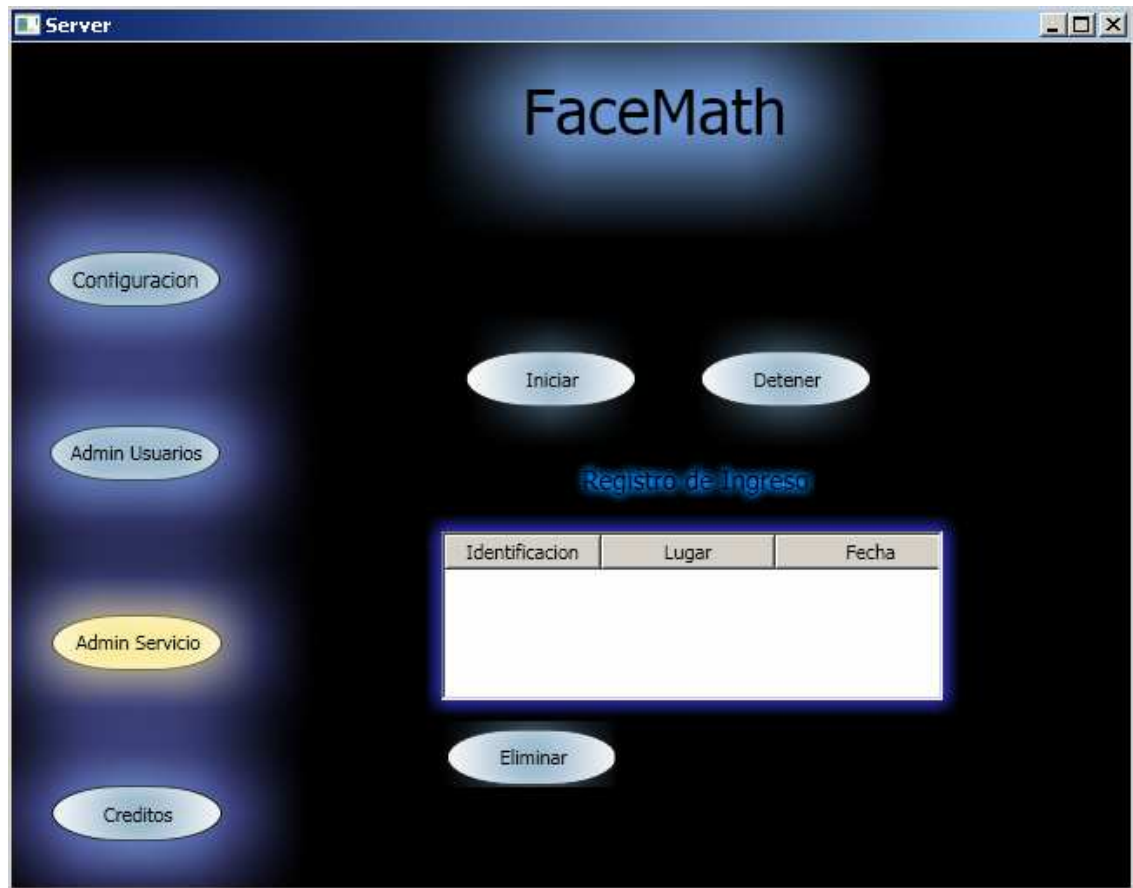 Server
FaceMath
Configuracion
Iniciar Detener
Admin Usuarios
Registro de Ingreso
Identificacion Lugar Fecha
Admin Servicio
Eliminar
Creditos